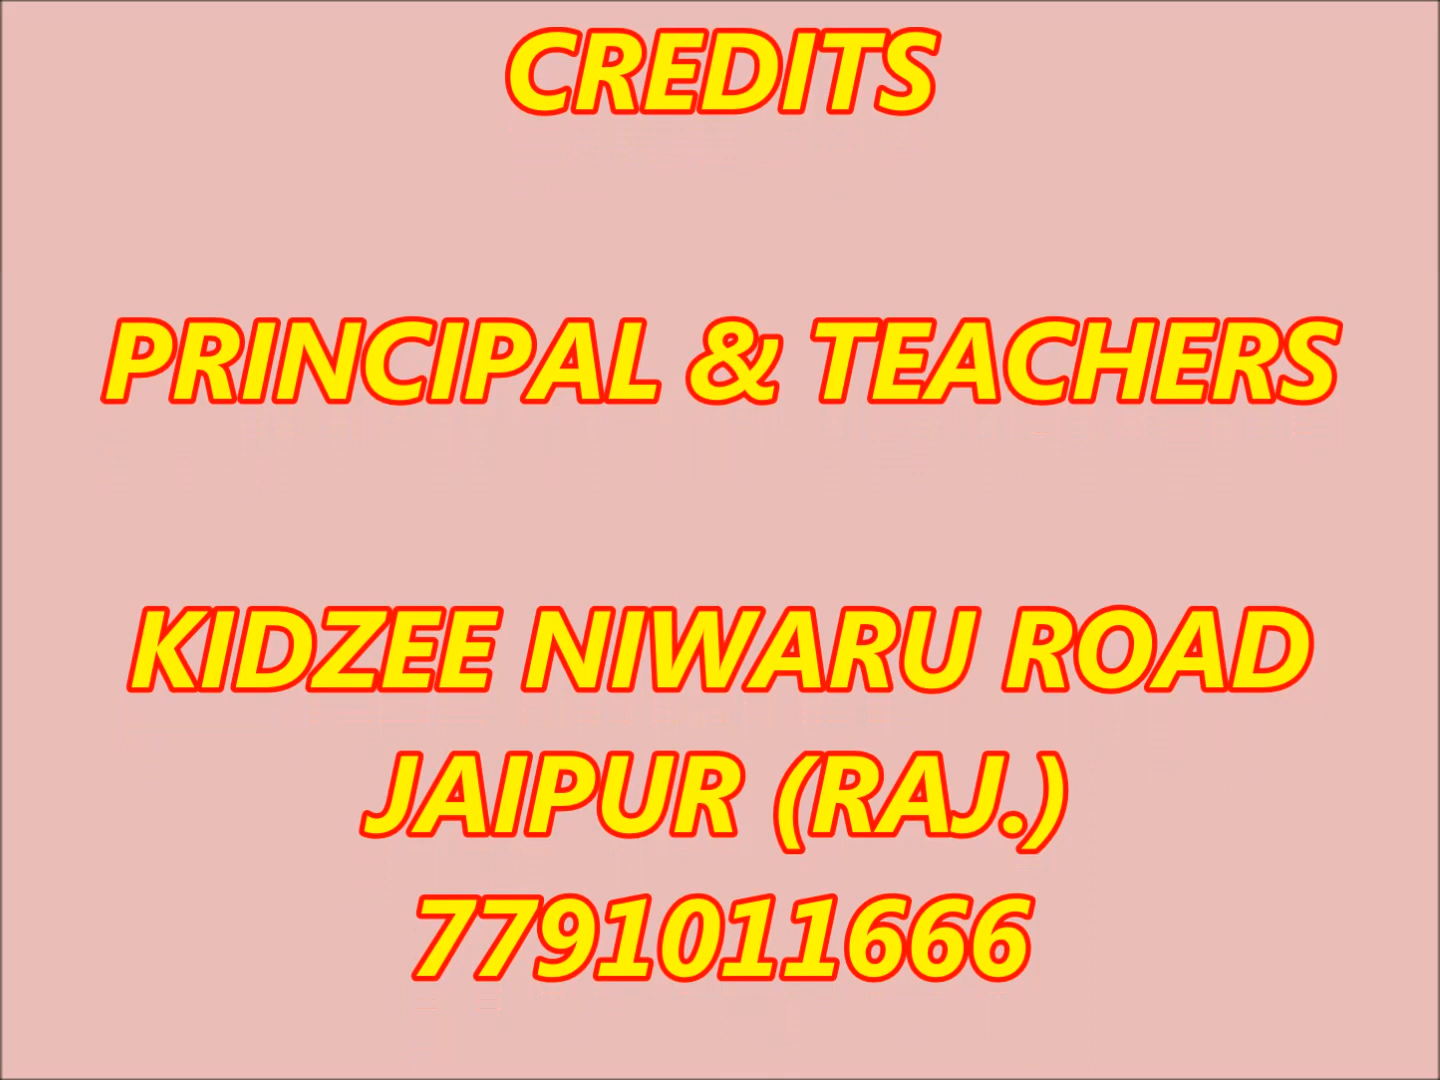 CREDITS
PRINCIPAL & TEACHERS
KIDZEE NIWARU ROAD
JAIPUR (RAJ.)
7791011666